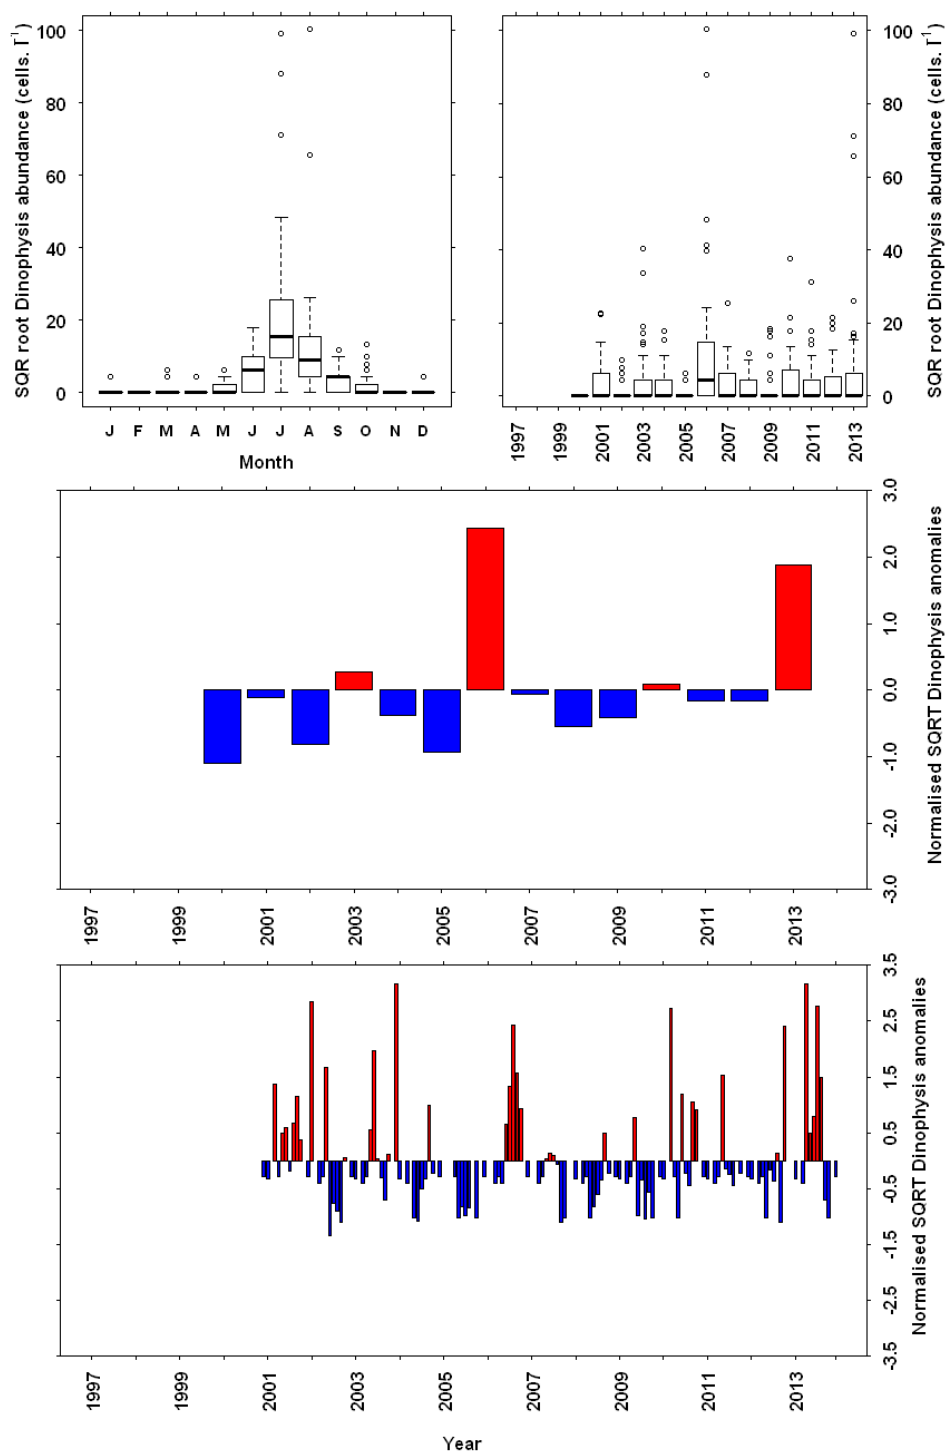 SQR root Dinophysis abundance (cells. l⁻¹)
100
80
60
40
20
0
J F M A M J J A S O N D
Month
100
80
60
40
20
0
SQR root Dinophysis abundance (cells. l⁻¹)
1997 1999 2001 2003 2005 2007 2009 2011 2013
3.0
2.0
1.0
0.0
-1.0
-2.0
-3.0
Normalised SQRT Dinophysis anomalies
1997 1999 2001 2003 2005 2007 2009 2011 2013
3.5
2.5
1.5
0.5
-0.5
-1.5
-2.5
-3.5
Normalised SQRT Dinophysis anomalies
1997 1999 2001 2003 2005 2007 2009 2011 2013
Year